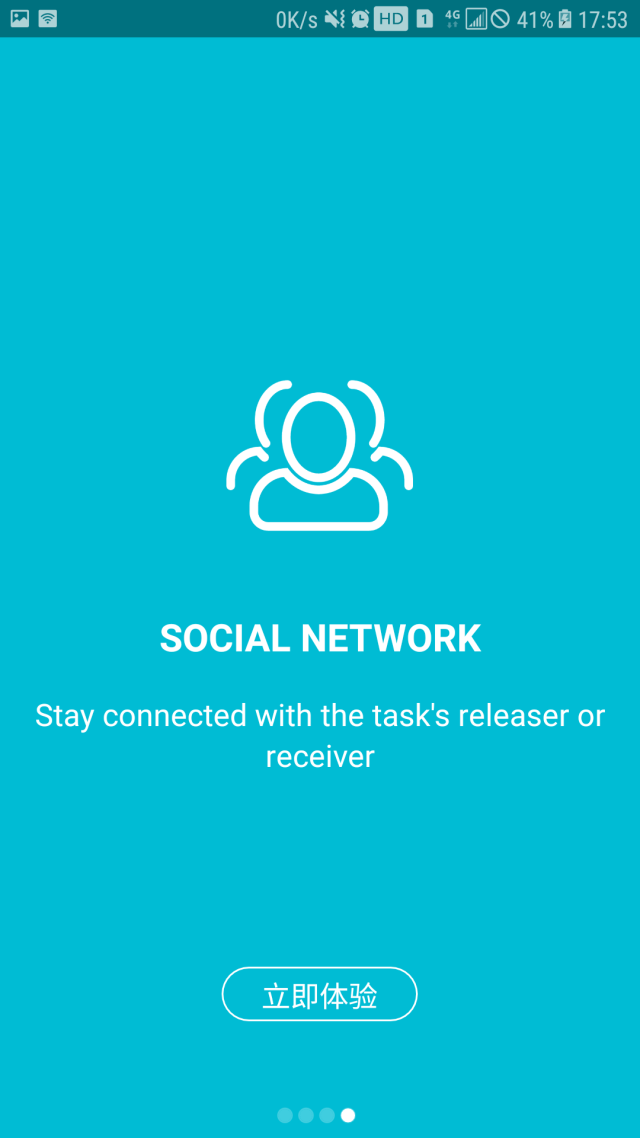 0K/s HD 1 4G 41% 17:53
SOCIAL NETWORK
Stay connected with the task's releaser or
receiver
立即体验